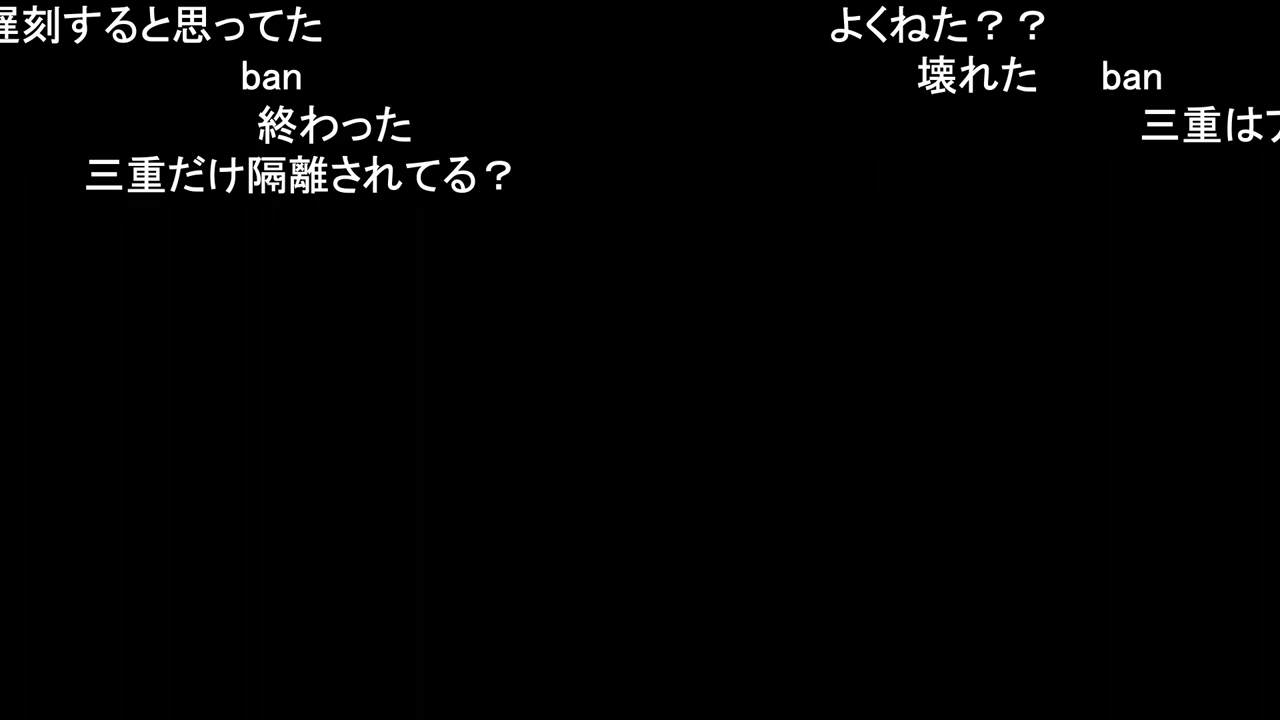 遅刻すると思ってた
よくねた？？
ban
壊れた
ban
終わった
三重は
三重だけ隔離されてる？